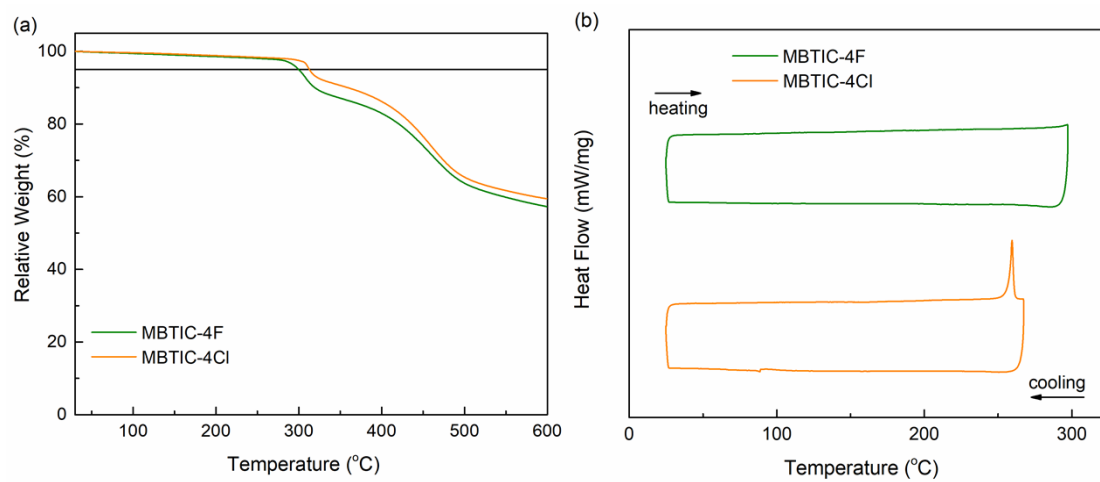 (a)
100
80
60
40
20
0
Relative Weight (%)
MBTIC-4F
MBTIC-4Cl
100
200
300
400
500
600
Temperature (°C)
(b)
MBTIC-4F
MBTIC-4Cl
heating
Heat Flow (mW/mg)
cooling
0
100
200
300
Temperature (°C)